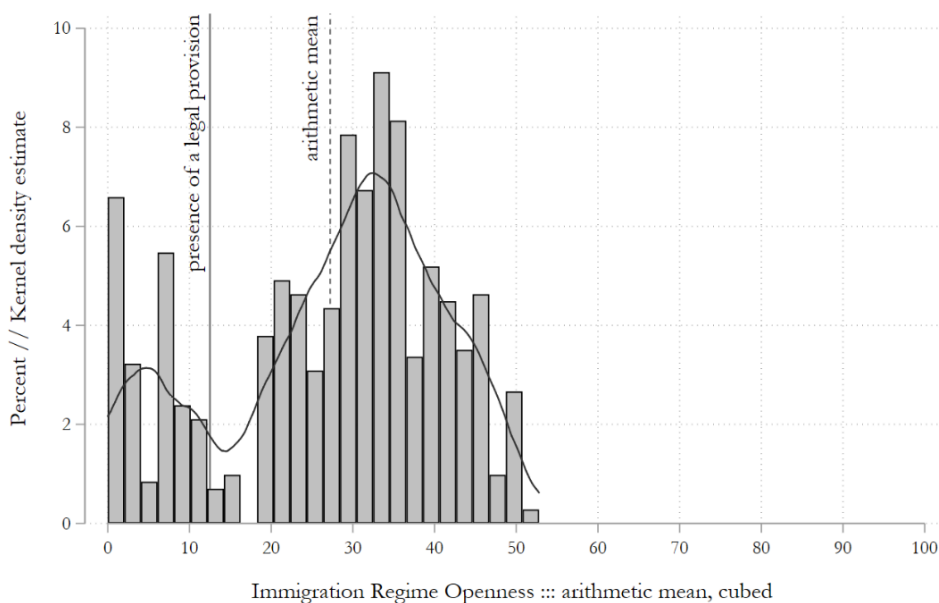 10
8
6
4
2
0
Percent // Kernel density estimate
presence of a legal provision
arithmetic mean
0 10 20 30 40 50 60 70 80 90 100
Immigration Regime Openness ::: arithmetic mean, cubed